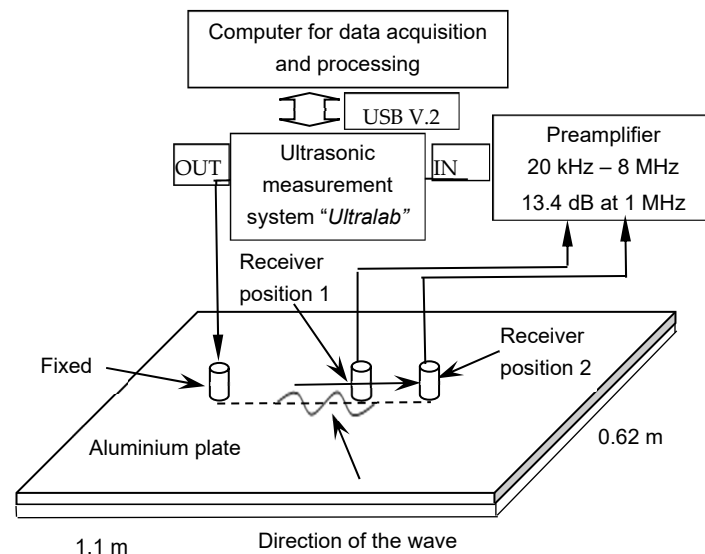 Computer for data acquisition
and processing
USB V.2
OUT
Ultrasonic
measurement
system “Ultralab”
IN
Preamplifier
20 kHz – 8 MHz
13.4 dB at 1 MHz
Receiver
position 1
Fixed
Receiver
position 2
Aluminium plate
0.62 m
1.1 m
Direction of the wave